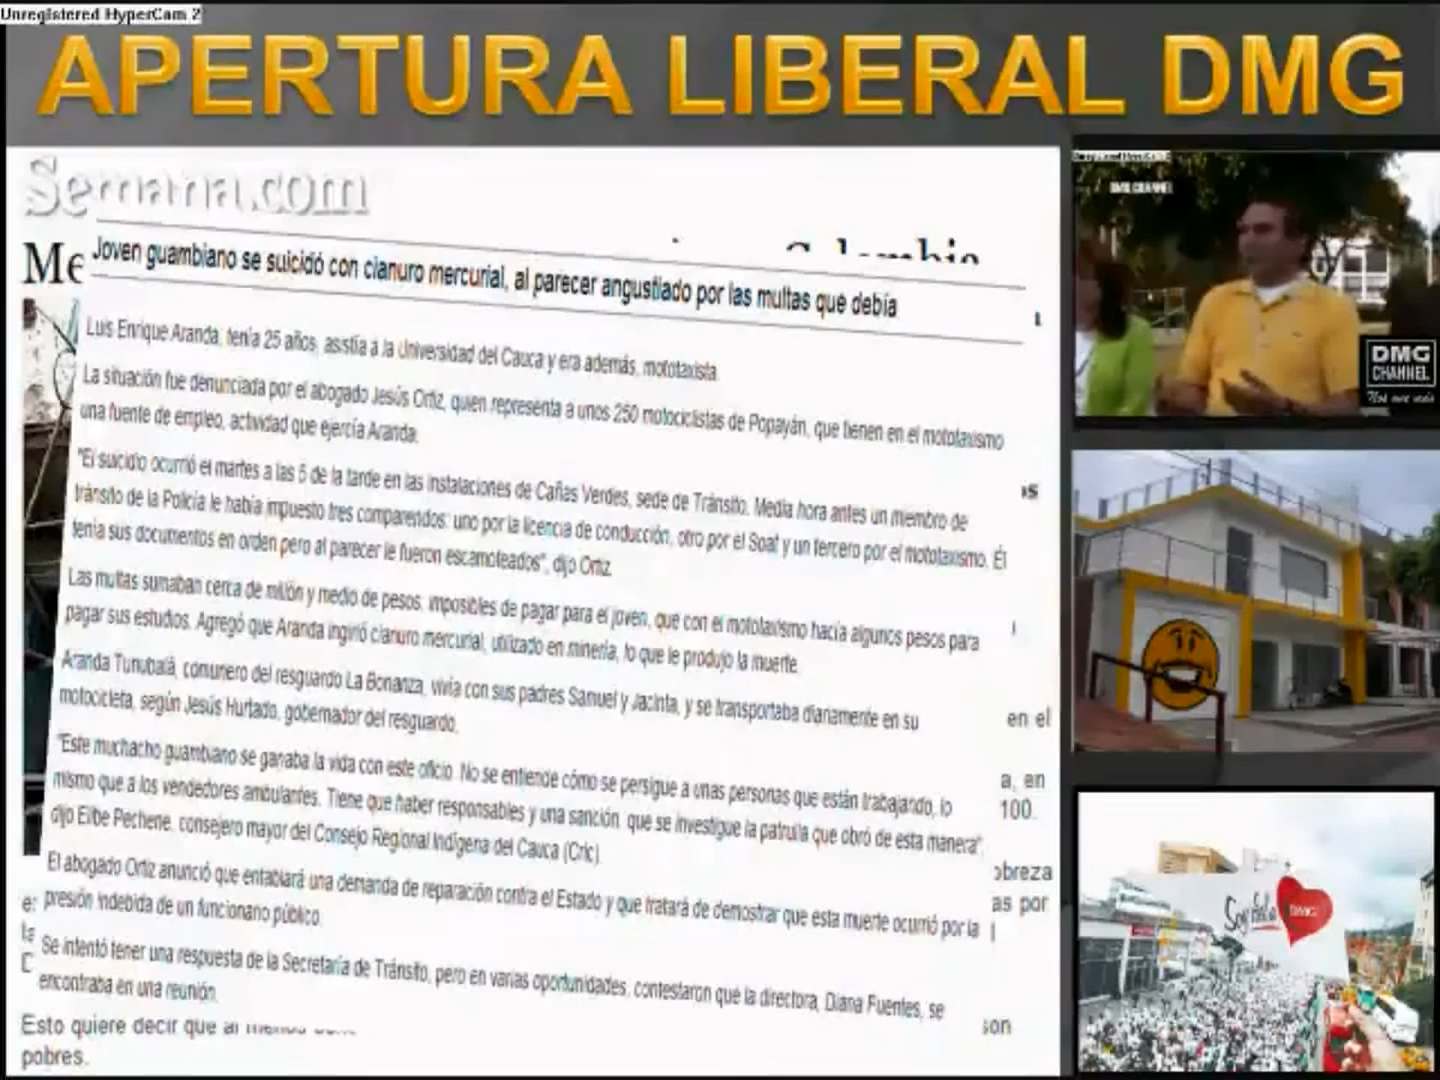 Unregistered HyperCam 2
APERTURA LIBERAL DMG
Semana.com
Me
Joven guambiano se suicidó con cianuro mercurial, al parecer angustiado por las multas que debía
Luis Enrique Aranda, tenía 25 años, asistía a la Universidad del Cauca y era además, mototaxista.
La situación fue denunciada por el abogado Jesús Ortiz, quien representa a unos 250 motociclistas de Popayán, que tienen en el mototaxismo
una fuente de empleo, actividad que ejercía Aranda.
"El suicidio ocurrió el martes a las 5 de la tarde en las instalaciones de Cañas Verdes, sede de Tránsito. Media hora antes un miembro de
tránsito de la Policía le había impuesto tres comparendos: uno por la licencia de conducción, otro por el Soat y un tercero por el mototaxismo. Él
tenía sus documentos en orden pero al parecer le fueron escamoteados", dijo Ortiz.
Las multas sumaban cerca de millón y medio de pesos, imposibles de pagar para el joven, que con el mototaxismo hacía algunos pesos para
pagar sus estudios. Agregó que Aranda ingirió cianuro mercurial, utilizado en minería, lo que le produjo la muerte.
Aranda Tunubalá, comunero del resguardo La Bonanza, vivía con sus padres Samuel y Jacinta, y se transportaba diariamente en su
motocicleta, según Jesús Hurtado, gobernador del resguardo.
"Este muchacho guambiano se ganaba la vida con este oficio. No se entiende cómo se persigue a unas personas que están trabajando, lo
mismo que a los vendedores ambulantes. Tiene que haber responsables y una sanción, que se investigue la patrulla que obró de esta manera",
dijo Eilbe Pechene, consejero mayor del Consejo Regional Indígena del Cauca (Cric).
El abogado Ortiz anunció que entablará una demanda de reparación contra el Estado y que tratará de demostrar que esta muerte ocurrió por la
presión indebida de un funcionario público.
Se intentó tener una respuesta de la Secretaría de Tránsito, pero en varias oportunidades, contestaron que la directora, Diana Fuentes, se
encontraba en una reunión.
en el
a, en
100.
obreza
as por
son
Esto quiere decir que al menos
pobres.
DMG CHANNEL
DMG
CHANNEL
Soy fiel a
DMG